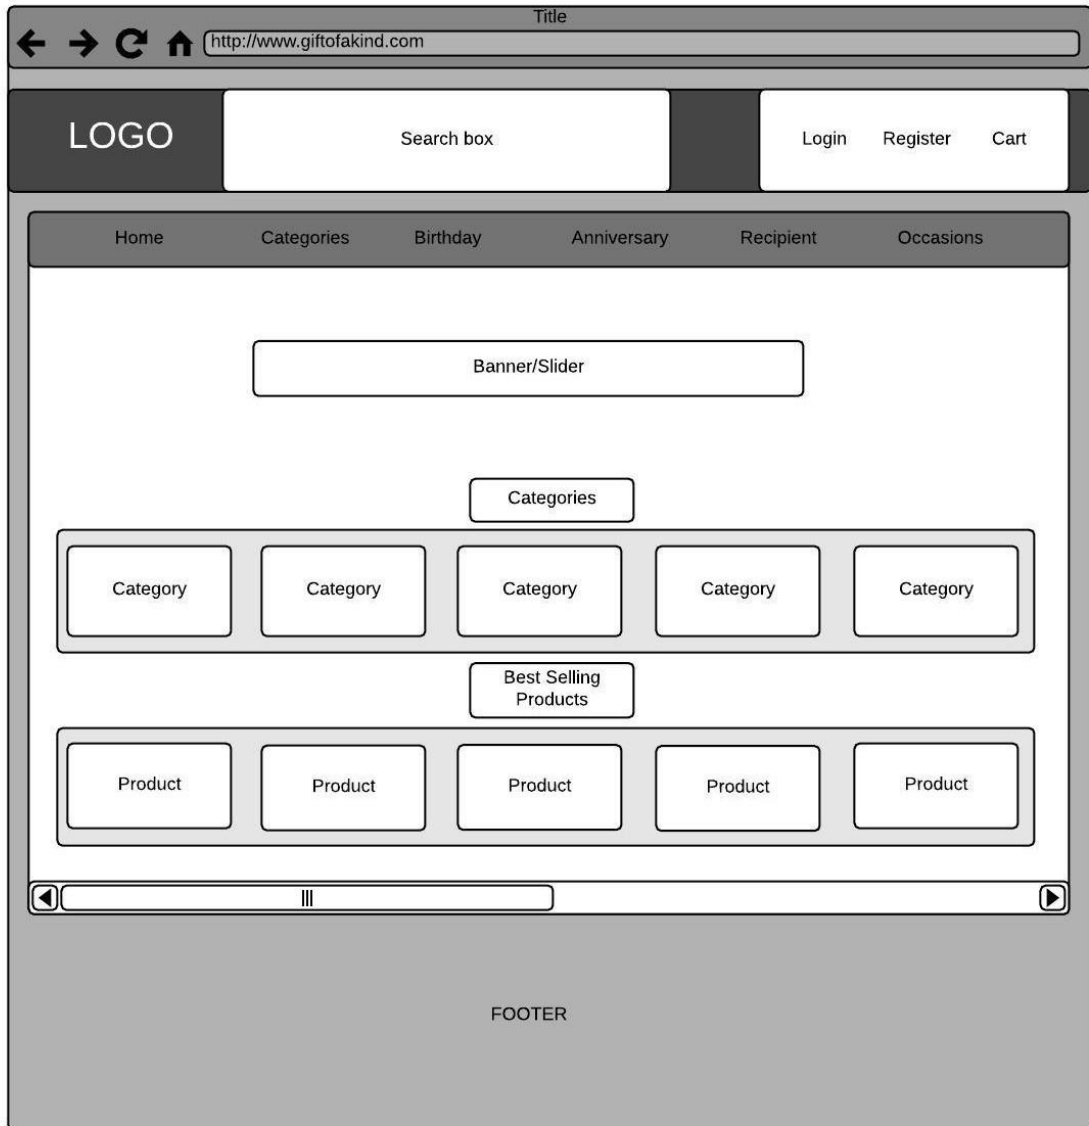 Title
http://www.giftofakind.com
LOGO
Search box
Login Register Cart
Home Categories Birthday Anniversary Recipient Occasions
Banner/Slider
Categories
Category Category Category Category Category
Best Selling
Products
Product Product Product Product Product
FOOTER